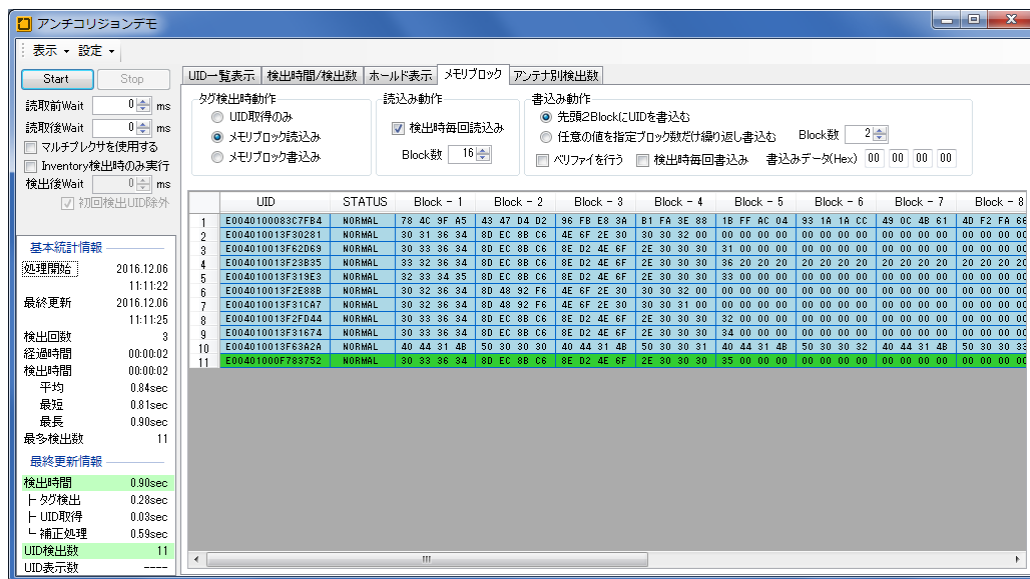 アンチコリジョンデモ
表示 設定
Start Stop
読取前Wait 0 ms
読取後Wait 0 ms
マルチプレクサを使用する
Inventory検出時のみ実行
検出後Wait 0 ms
初回検出UID除外
基本統計情報
処理開始 2016.12.06
11:11:22
最終更新 2016.12.06
11:11:25
検出回数 3
経過時間 00:00:02
検出時間 00:00:02
平均 0.84sec
最短 0.81sec
最長 0.90sec
最多検出数 11
最終更新情報
検出時間 0.90sec
├ タグ検出 0.28sec
├ UID取得 0.03sec
└ 補正処理 0.59sec
UID検出数 11
UID表示数 ----
UID一覧表示 検出時間/検出数 ホールド表示 メモリブロック アンテナ別検出数
タグ検出時動作
UID取得のみ
メモリブロック読込み
メモリブロック書込み
読込み動作
検出時毎回読込み
Block数 16
書込み動作
先頭2BlockにUIDを書込む
任意の値を指定ブロック数だけ繰り返し書込む Block数 2
ベリファイを行う 検出時毎回書込み 書込みデータ(Hex) 00 00 00 00
UID STATUS Block - 1 Block - 2 Block - 3 Block - 4 Block - 5 Block - 6 Block - 7 Block - 8
1 E0040100083C7FB4 NORMAL 78 4C 9F A5 43 47 D4 D2 96 FB E8 3A B1 FA 3E 88 1B FF AC 04 93 1A 1A CC 49 0C 4B 61 4D F2 FA 66
2 E004010013F30281 NORMAL 30 31 36 34 8D EC 8B C6 4E 6F 2E 30 30 30 32 00 00 00 00 00 00 00 00 00 00 00 00 00 00 00 00 00
3 E004010013F62D69 NORMAL 30 33 36 34 8D EC 8B C6 8E D2 4E 6F 2E 30 30 30 31 00 00 00 00 00 00 00 00 00 00 00 00 00 00 00
4 E004010013F23B35 NORMAL 33 32 36 34 8D EC 8B C6 8E D2 4E 6F 2E 30 30 30 36 20 20 20 20 20 20 20 20 20 20 20 20 20 20 20
5 E004010013F319E3 NORMAL 32 33 34 35 8D EC 8B C6 8E D2 4E 6F 2E 30 30 30 33 00 00 00 00 00 00 00 00 00 00 00 00 00 00 00
6 E004010013F2E88B NORMAL 30 32 36 34 8D 48 92 F6 4E 6F 2E 30 30 30 32 00 00 00 00 00 00 00 00 00 00 00 00 00 00 00 00 00
7 E004010013F31CA7 NORMAL 30 32 36 34 8D 48 92 F6 4E 6F 2E 30 30 30 31 00 00 00 00 00 00 00 00 00 00 00 00 00 00 00 00 00
8 E004010013F2FD44 NORMAL 30 33 36 34 8D EC 8B C6 8E D2 4E 6F 2E 30 30 30 32 00 00 00 00 00 00 00 00 00 00 00 00 00 00 00
9 E004010013F31674 NORMAL 30 33 36 34 8D EC 8B C6 8E D2 4E 6F 2E 30 30 30 34 00 00 00 00 00 00 00 00 00 00 00 00 00 00 00
10 E004010013F63A2A NORMAL 40 44 31 4B 50 30 30 30 40 44 31 4B 50 30 30 31 40 44 31 4B 50 30 30 32 40 44 31 4B 50 30 30 33
11 E00401000F783752 NORMAL 30 33 36 34 8D EC 8B C6 8E D2 4E 6F 2E 30 30 30 35 00 00 00 00 00 00 00 00 00 00 00 00 00 00 00